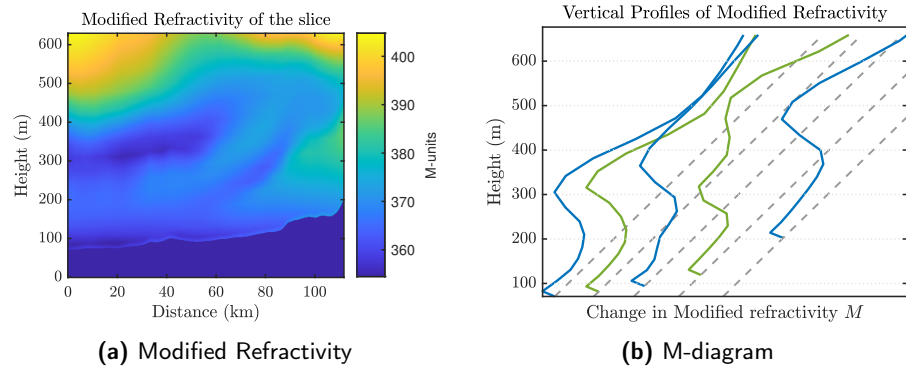 Modified Refractivity of the slice
600
500
400
300
200
100
0
Height (m)
0 20 40 60 80 100
Distance (km)
400
390
380
370
360
M-units
(a) Modified Refractivity
Vertical Profiles of Modified Refractivity
600
500
400
300
200
100
Height (m)
Change in Modified refractivity M
(b) M-diagram